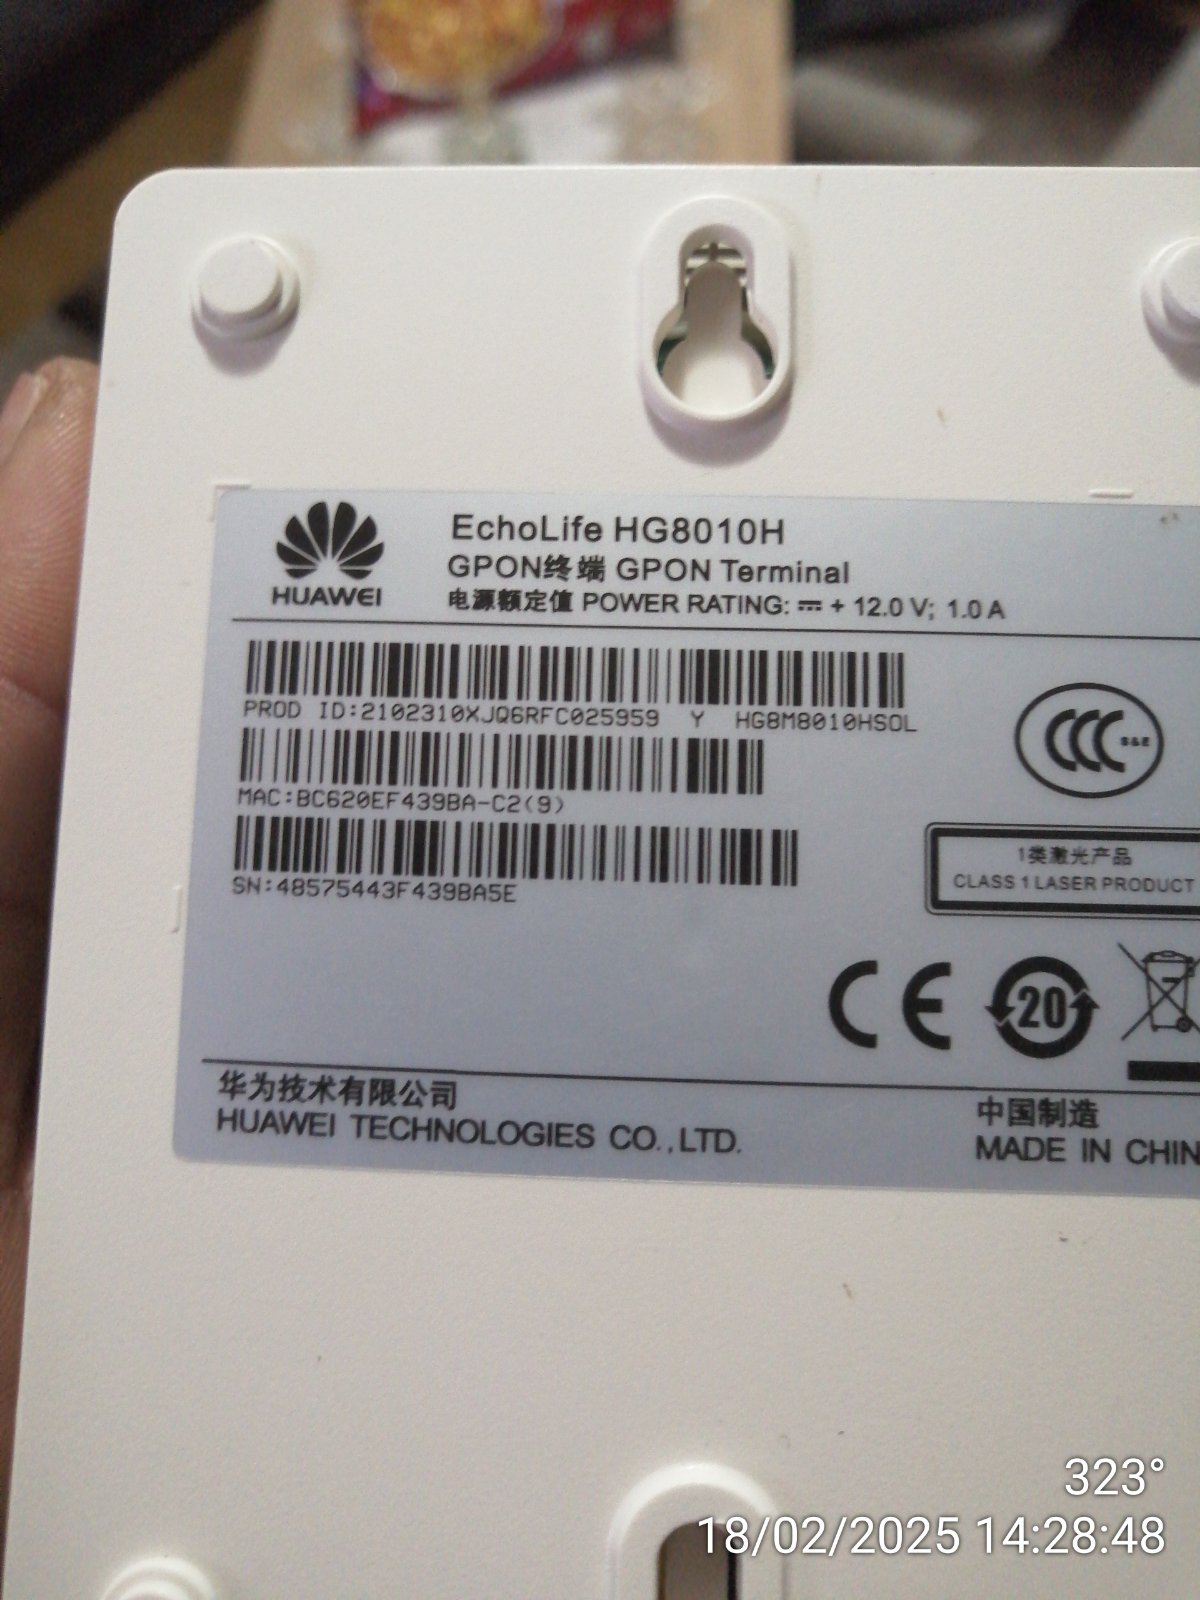 EchoLife HG8010H
HUAWEI
GPON终端 GPON Terminal
电源额定值 POWER RATING: ⎓ + 12.0 V; 1.0 A
PROD ID:2102310XJQ6RFC025959 Y HG8M8010HSOL
MAC:BC620EF439BA-C2(9)
SN:48575443F439BA5E
CCC S&E
1类激光产品
CLASS 1 LASER PRODUCT
CE 20
华为技术有限公司
HUAWEI TECHNOLOGIES CO.,LTD.
中国制造
MADE IN CHIN
323°
18/02/2025 14:28:48